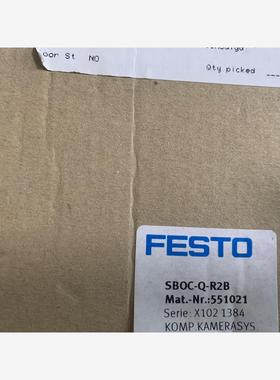 oor St NO
Qty picked
FESTO
SBOC-Q-R2B
Mat.-Nr.:551021
Serie: X102 1384
KOMP.KAMERASYS